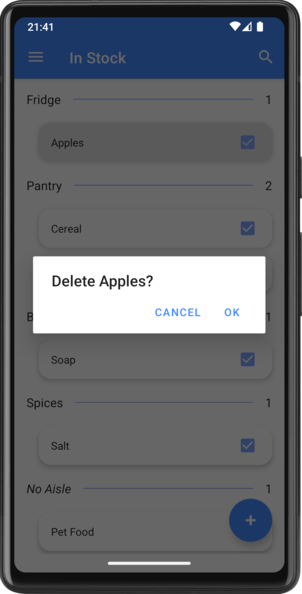 21:41
In Stock
Fridge 1
Apples
Pantry 2
Cereal
Delete Apples?
CANCEL OK
B 1
Soap
Spices 1
Salt
No Aisle 1
Pet Food
+